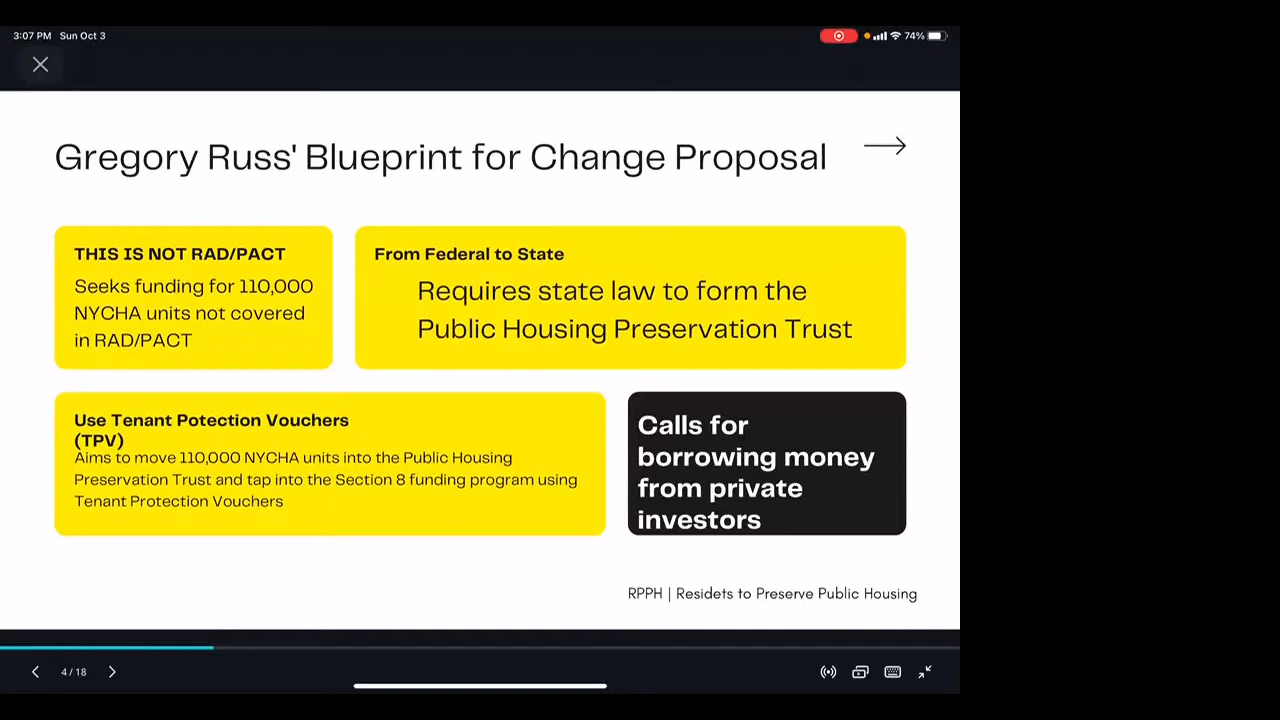 3:07 PM Sun Oct 3
74%
Gregory Russ' Blueprint for Change Proposal
THIS IS NOT RAD/PACT
Seeks funding for 110,000
NYCHA units not covered
in RAD/PACT
From Federal to State
Requires state law to form the
Public Housing Preservation Trust
Use Tenant Potection Vouchers
(TPV)
Aims to move 110,000 NYCHA units into the Public Housing
Preservation Trust and tap into the Section 8 funding program using
Tenant Protection Vouchers
Calls for
borrowing money
from private
investors
RPPH | Residets to Preserve Public Housing
4 / 18